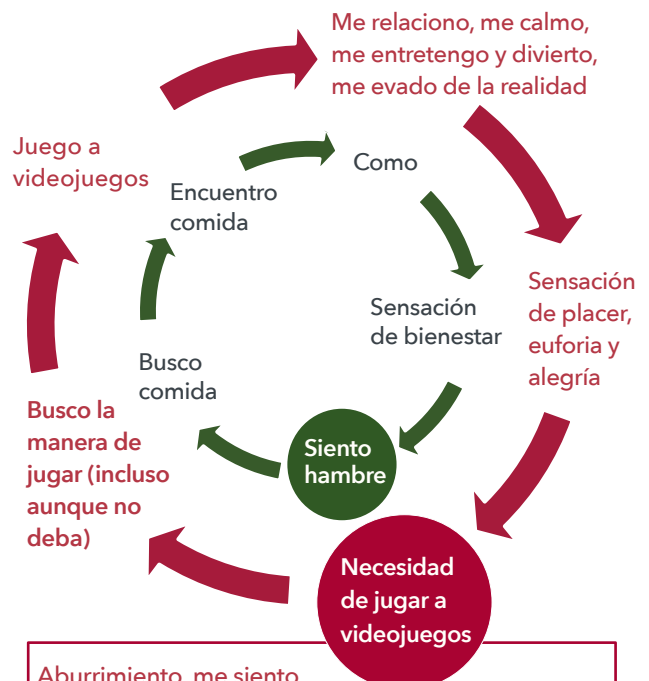 Me relaciono, me calmo,
me entretengo y divierto,
me evado de la realidad
Juego a
videojuegos
Como
Encuentro
comida
Sensación
de placer,
euforia y
alegría
Sensación
de bienestar
Busco
comida
Busco la
manera de
jugar (incluso
aunque no
deba)
Siento
hambre
Necesidad
de jugar a
videojuegos
Aburrimiento, me siento